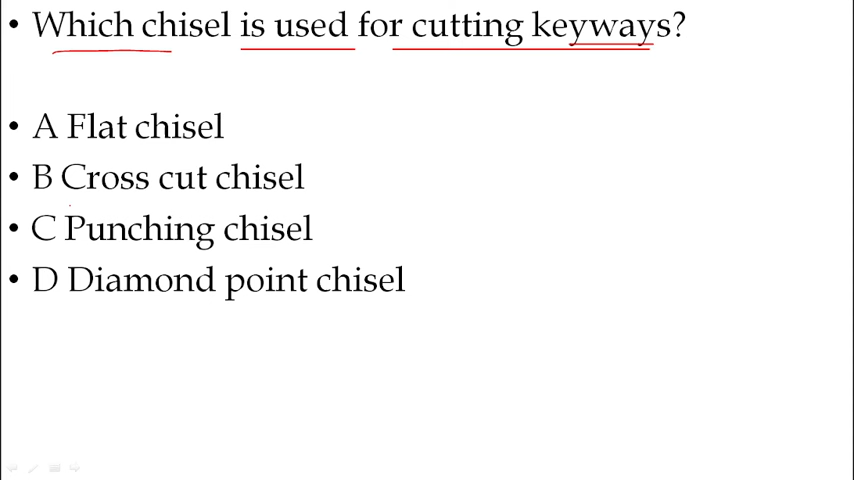 • Which chisel is used for cutting keyways?
• A Flat chisel
• B Cross cut chisel
• C Punching chisel
• D Diamond point chisel